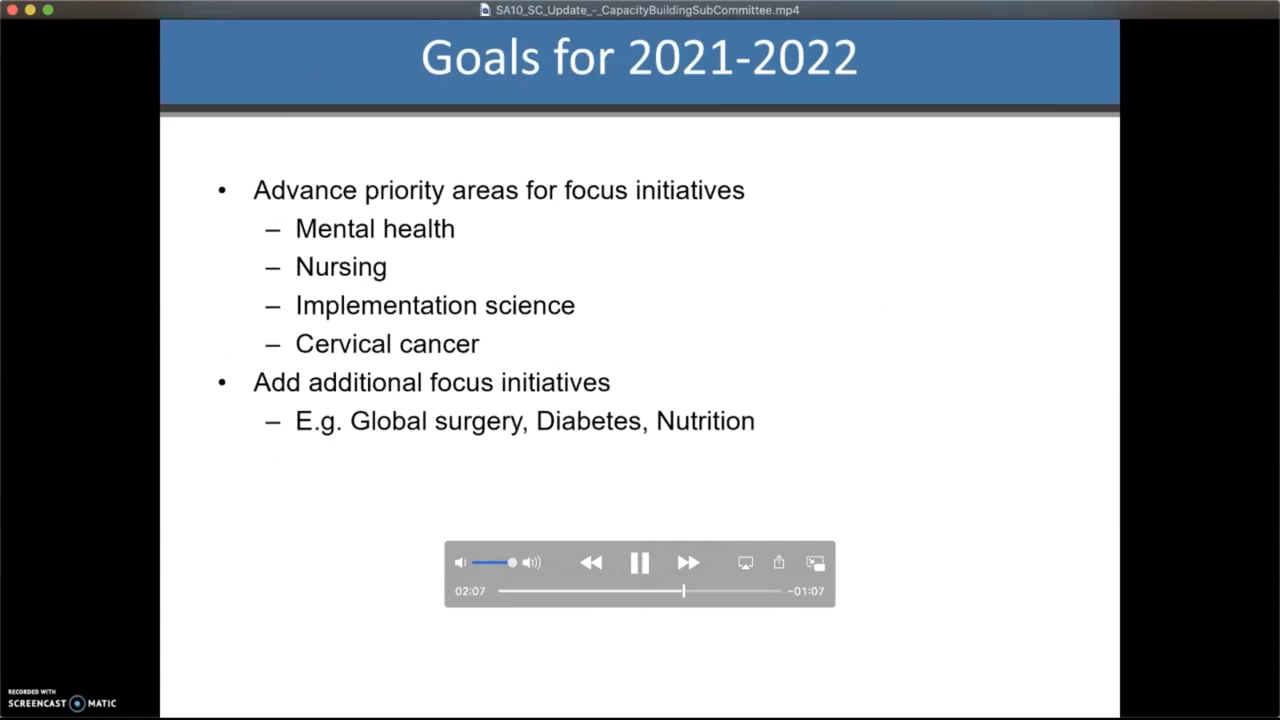 SA10_SC_Update_-_CapacityBuildingSubCommittee.mp4
Goals for 2021-2022
• Advance priority areas for focus initiatives
– Mental health
– Nursing
– Implementation science
– Cervical cancer
• Add additional focus initiatives
– E.g. Global surgery, Diabetes, Nutrition
02:07
-01:07
RECORDED WITH
SCREENCAST MATIC